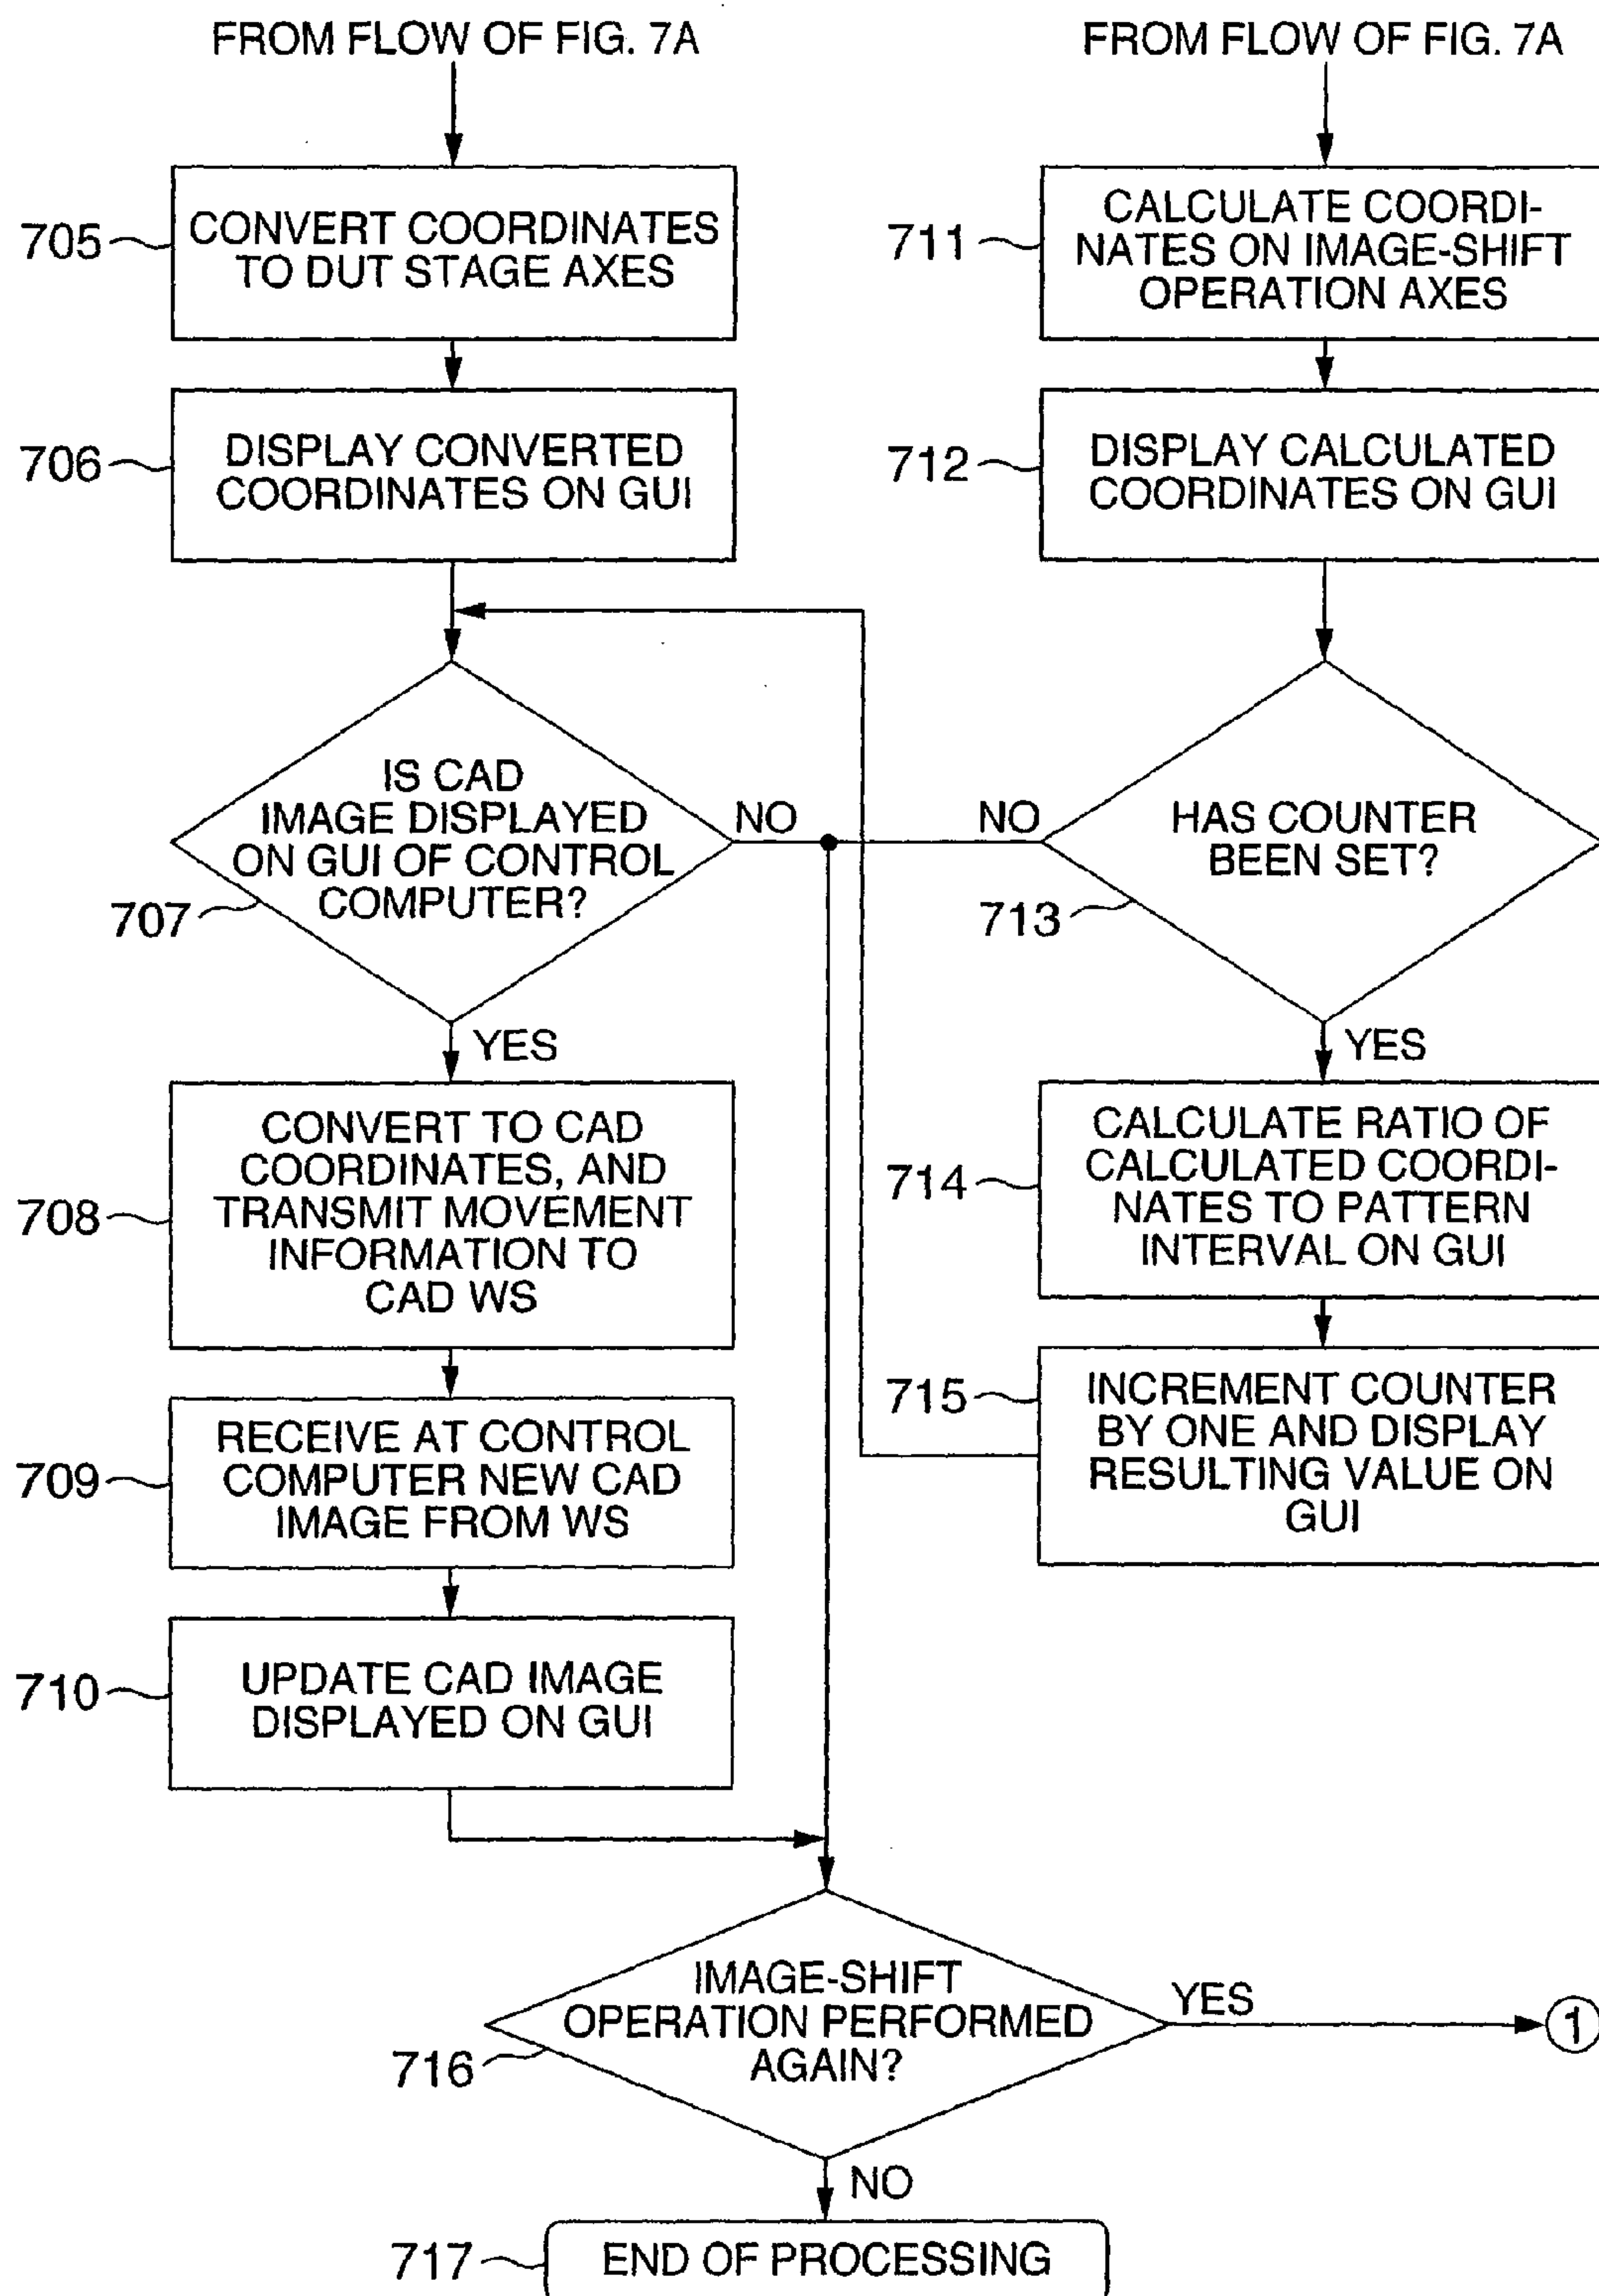 FROM FLOW OF FIG. 7A
705
CONVERT COORDINATES
TO DUT STAGE AXES
706
DISPLAY CONVERTED
COORDINATES ON GUI
IS CAD
IMAGE DISPLAYED
ON GUI OF CONTROL
COMPUTER?
707
NO
YES
708
CONVERT TO CAD
COORDINATES, AND
TRANSMIT MOVEMENT
INFORMATION TO
CAD WS
709
RECEIVE AT CONTROL
COMPUTER NEW CAD
IMAGE FROM WS
710
UPDATE CAD IMAGE
DISPLAYED ON GUI
FROM FLOW OF FIG. 7A
711
CALCULATE COORDI-
NATES ON IMAGE-SHIFT
OPERATION AXES
712
DISPLAY CALCULATED
COORDINATES ON GUI
NO
HAS COUNTER
BEEN SET?
713
YES
714
CALCULATE RATIO OF
CALCULATED COORDI-
NATES TO PATTERN
INTERVAL ON GUI
715
INCREMENT COUNTER
BY ONE AND DISPLAY
RESULTING VALUE ON
GUI
IMAGE-SHIFT
OPERATION PERFORMED
AGAIN?
716
YES
1
NO
717
END OF PROCESSING